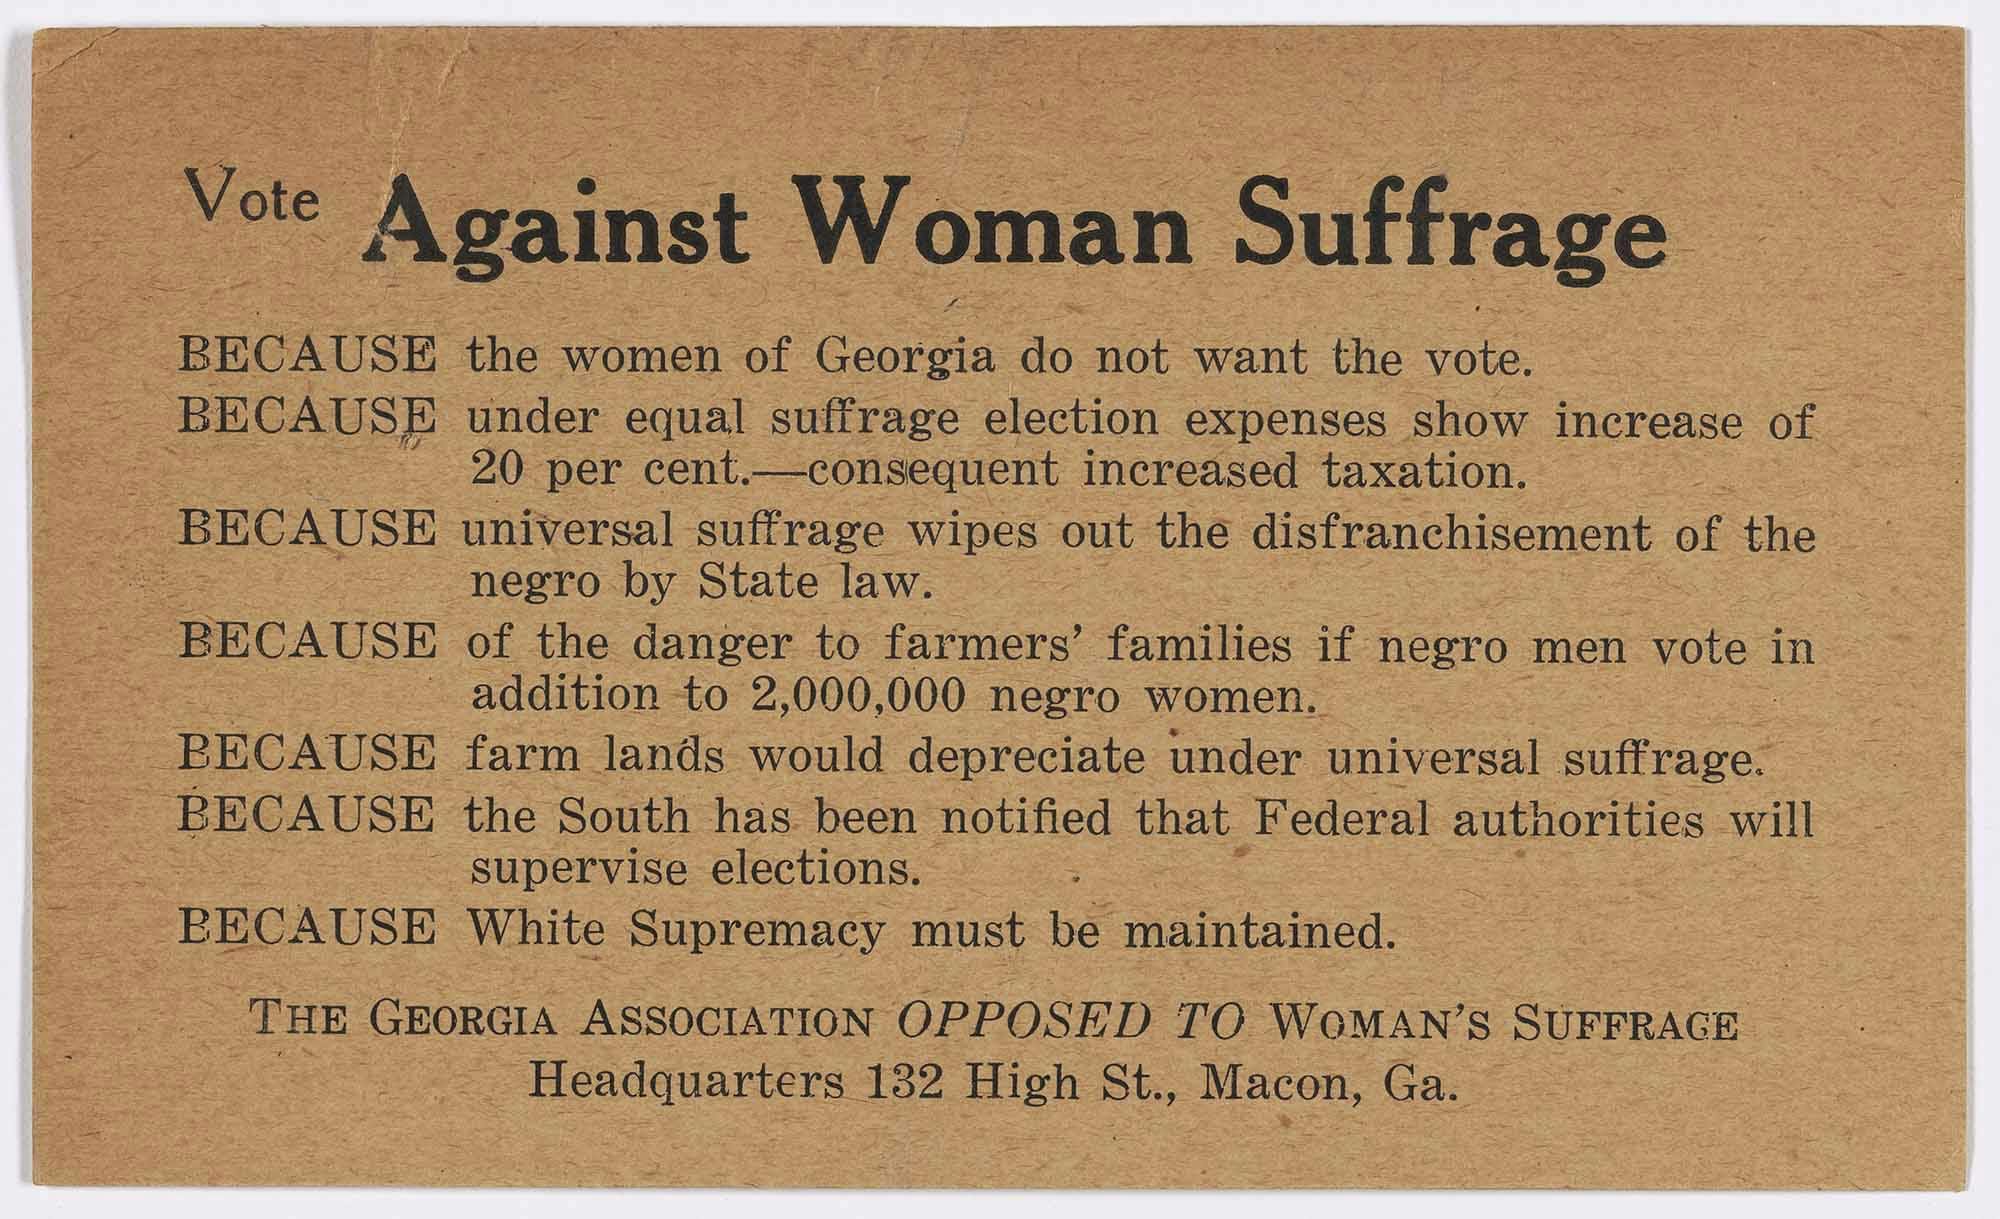 Vote Against Woman Suffrage
BECAUSE the women of Georgia do not want the vote.
BECAUSE under equal suffrage election expenses show increase of
20 per cent.—consequent increased taxation.
BECAUSE universal suffrage wipes out the disfranchisement of the
negro by State law.
BECAUSE of the danger to farmers' families if negro men vote in
addition to 2,000,000 negro women.
BECAUSE farm lands would depreciate under universal suffrage.
BECAUSE the South has been notified that Federal authorities will
supervise elections.
BECAUSE White Supremacy must be maintained.
THE GEORGIA ASSOCIATION OPPOSED TO WOMAN'S SUFFRAGE
Headquarters 132 High St., Macon, Ga.